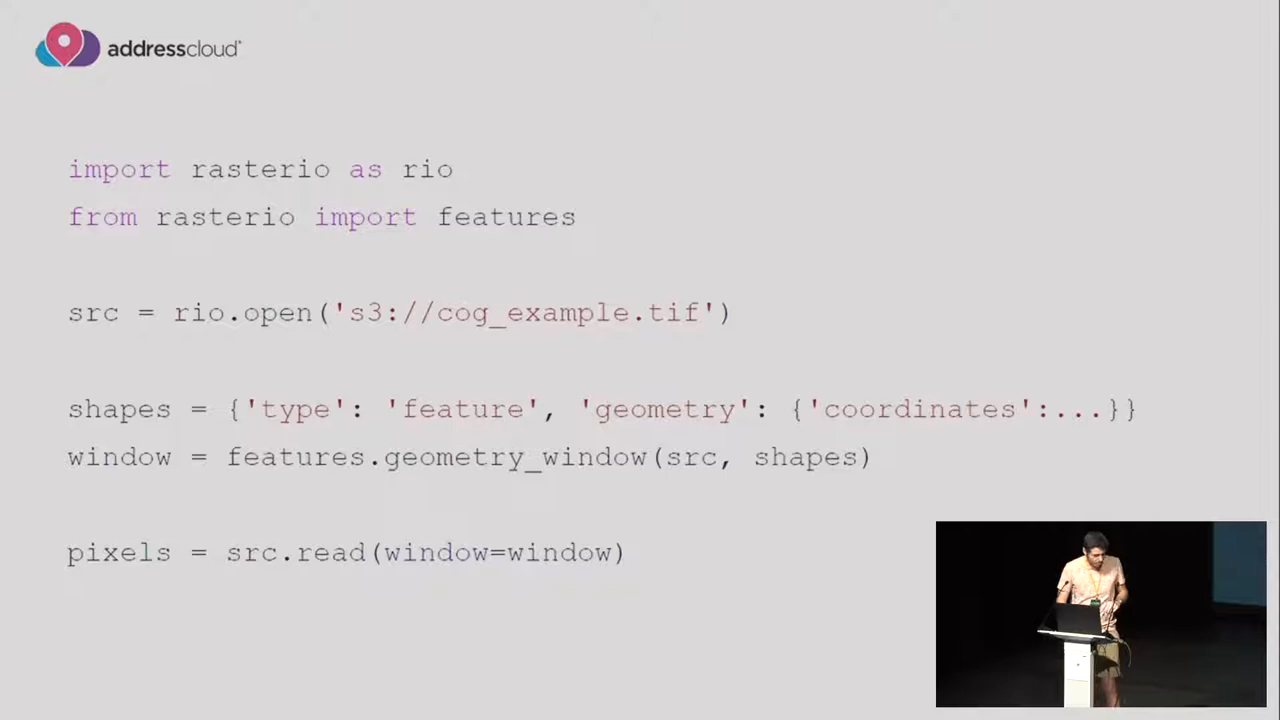 addresscloud
import rasterio as rio
from rasterio import features
src = rio.open('s3://cog_example.tif')
shapes = {'type': 'feature', 'geometry': {'coordinates':...}}
window = features.geometry_window(src, shapes)
pixels = src.read(window=window)